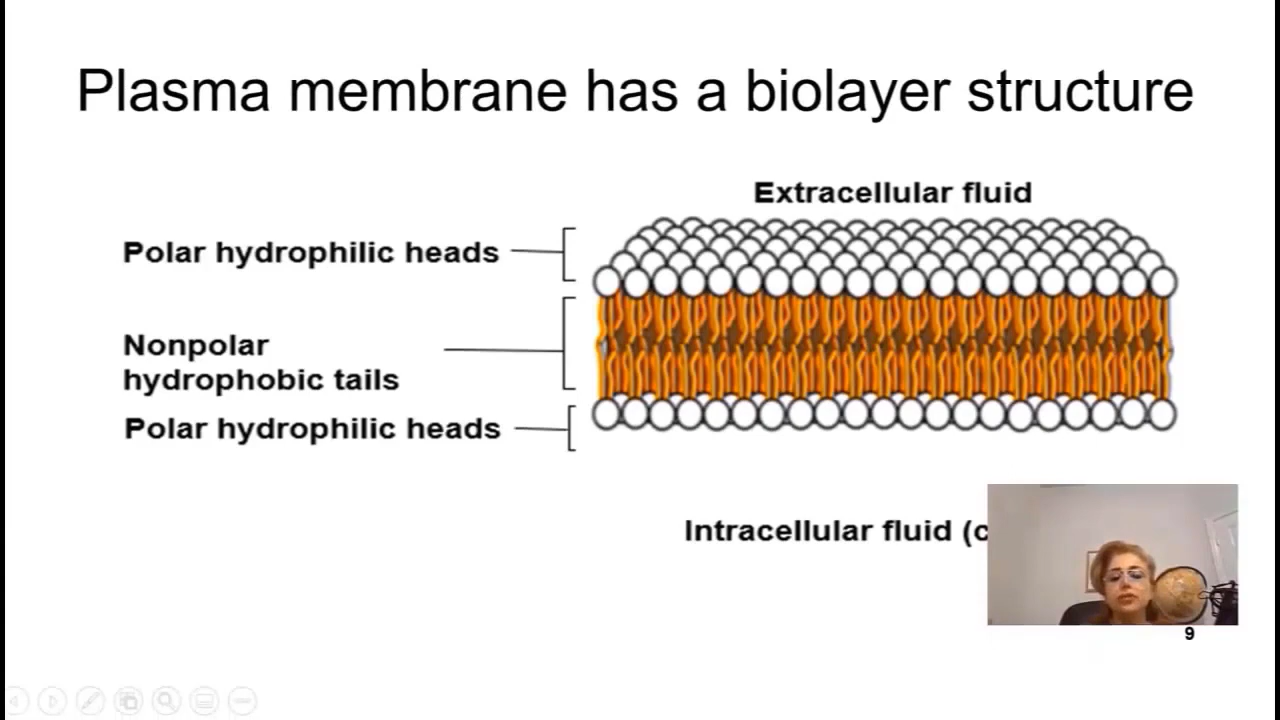 Plasma membrane has a biolayer structure
Extracellular fluid
Polar hydrophilic heads
Nonpolar
hydrophobic tails
Polar hydrophilic heads
Intracellular fluid (c
9